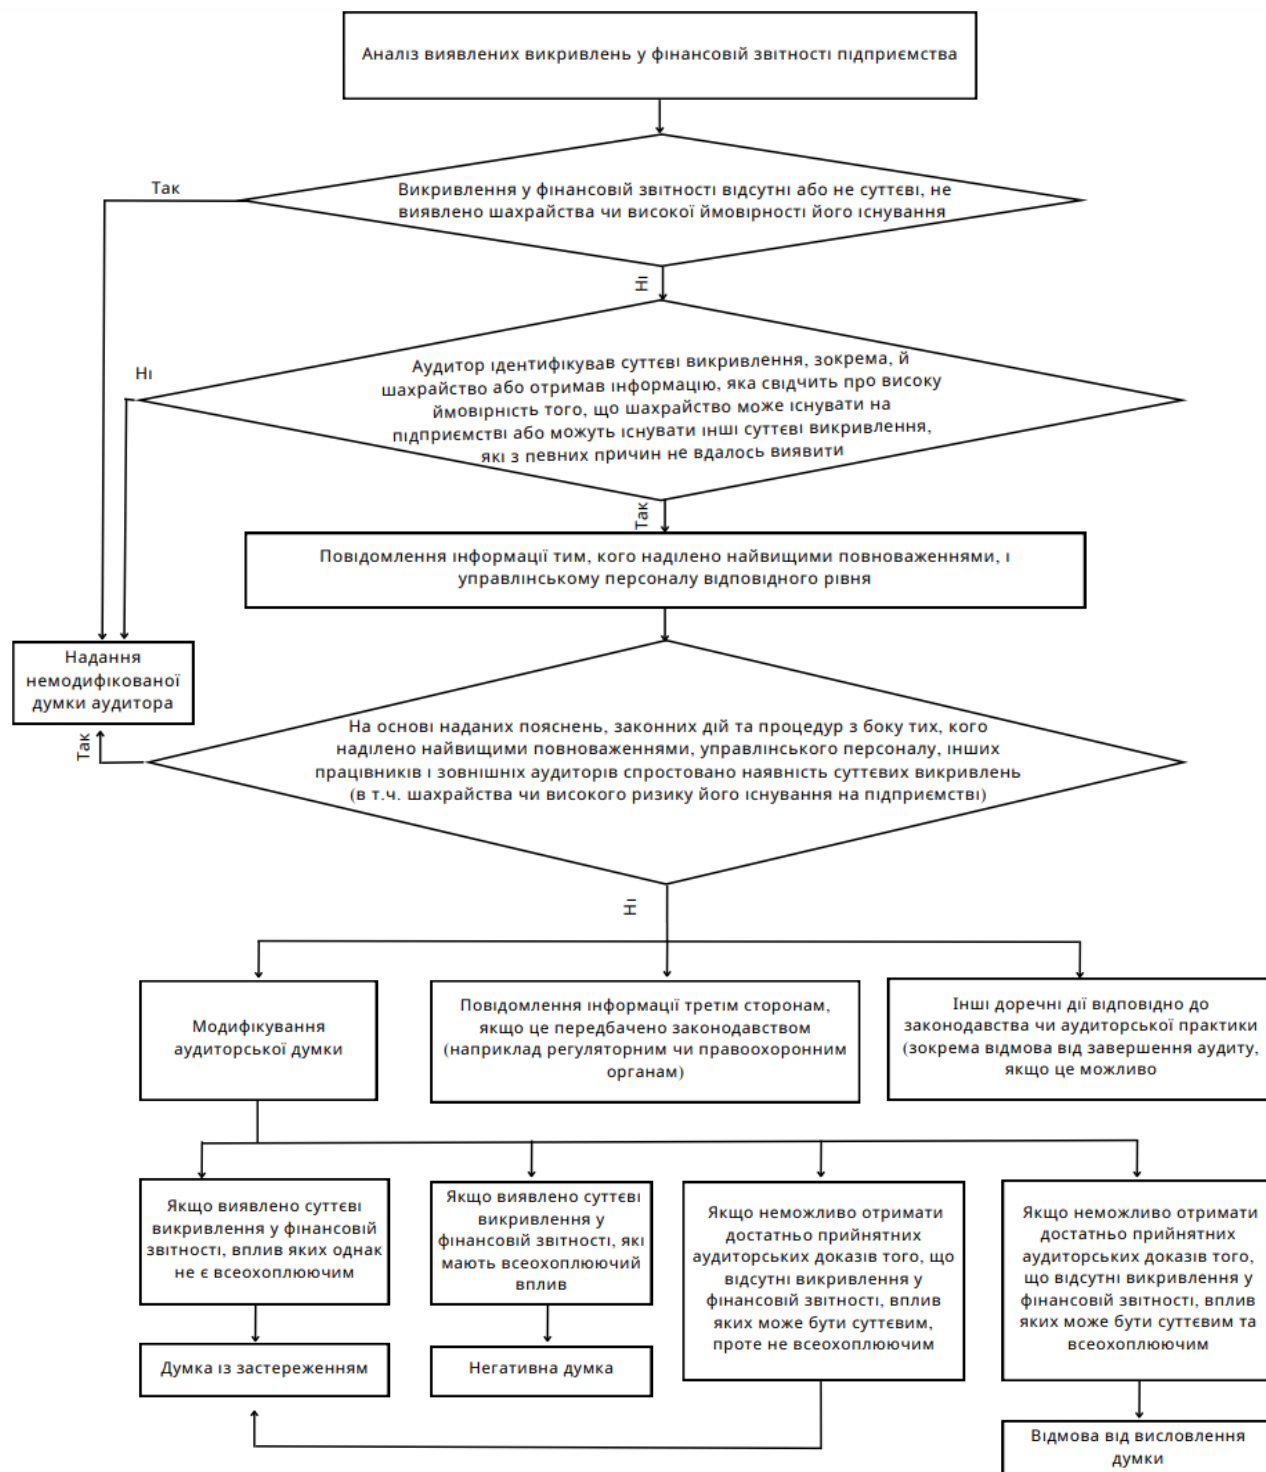 Аналіз виявлених викривлень у фінансовій звітності підприємства
Так
Викривлення у фінансовій звітності відсутні або не суттєві, не
виявлено шахрайства чи високої ймовірності його існування
Ні
Ні
Аудитор ідентифікував суттєві викривлення, зокрема, й
шахрайство або отримав інформацію, яка свідчить про високу
ймовірність того, що шахрайство може існувати на
підприємстві або можуть існувати інші суттєві викривлення,
які з певних причин не вдалось виявити
Так
Повідомлення інформації тим, кого наділено найвищими повноваженнями, і
управлінському персоналу відповідного рівня
Надання
немодифікованої
думки аудитора
Так
На основі наданих пояснень, законних дій та процедур з боку тих, кого
наділено найвищими повноваженнями, управлінського персоналу, інших
працівників і зовнішніх аудиторів спростовано наявність суттєвих викривлень
(в т.ч. шахрайства чи високого ризику його існування на підприємстві)
Ні
Модифікування
аудиторської думки
Повідомлення інформації третім сторонам,
якщо це передбачено законодавством
(наприклад регуляторним чи правоохоронним
органам)
Інші доречні дії відповідно до
законодавства чи аудиторської практики
(зокрема відмова від завершення аудиту,
якщо це можливо
Якщо виявлено суттєві
викривлення у фінансовій
звітності, вплив яких однак
не є всеохоплюючим
Якщо виявлено суттєві
викривлення у
фінансовій звітності, які
мають всеохоплюючий
вплив
Якщо неможливо отримати
достатньо прийнятних
аудиторських доказів того, що
відсутні викривлення у
фінансовій звітності, вплив
яких може бути суттєвим,
проте не всеохоплюючим
Якщо неможливо отримати
достатньо прийнятних
аудиторських доказів того,
що відсутні викривлення у
фінансовій звітності, вплив
яких може бути суттєвим та
всеохоплюючим
Думка із застереженням
Негативна думка
Відмова від висловлення
думки